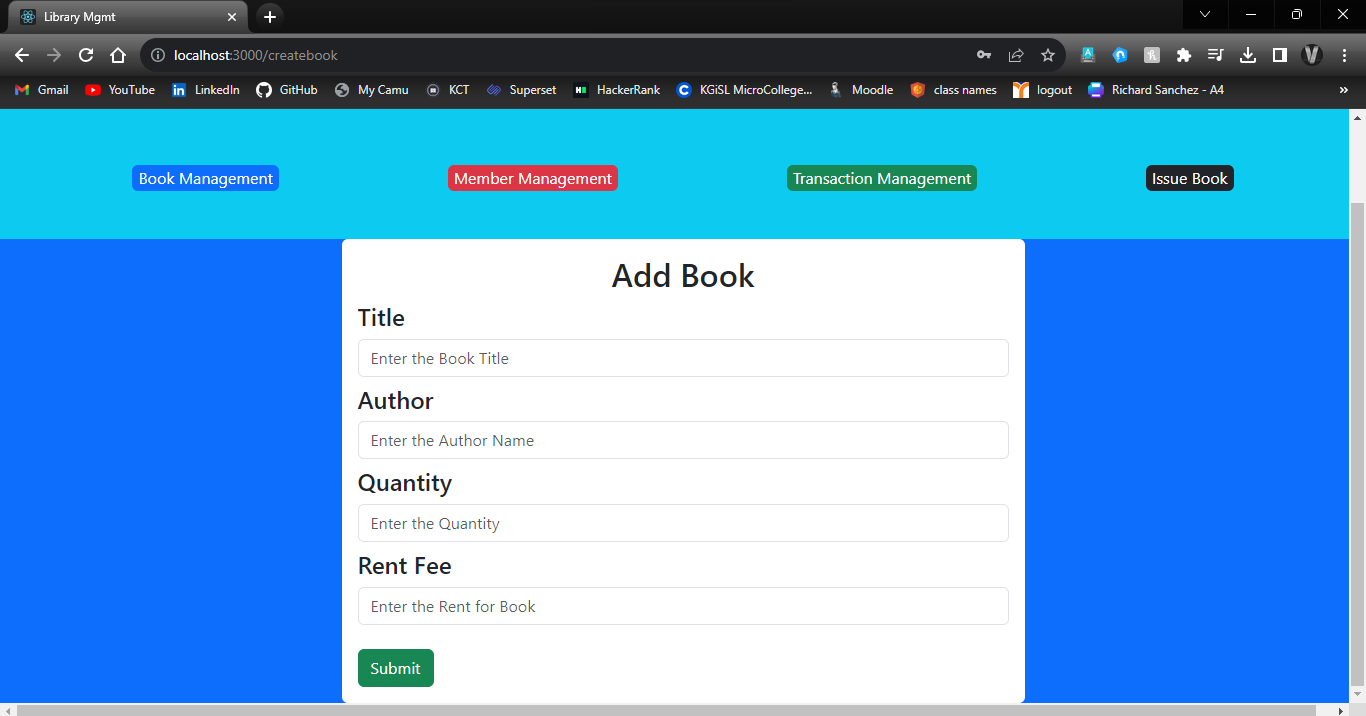 Library Mgmt
localhost:3000/createbook
Gmail YouTube LinkedIn GitHub My Camu KCT Superset HackerRank KGiSL MicroCollege... Moodle class names logout Richard Sanchez - A4 »
Book Management Member Management Transaction Management Issue Book
Add Book
Title
Enter the Book Title
Author
Enter the Author Name
Quantity
Enter the Quantity
Rent Fee
Enter the Rent for Book
Submit